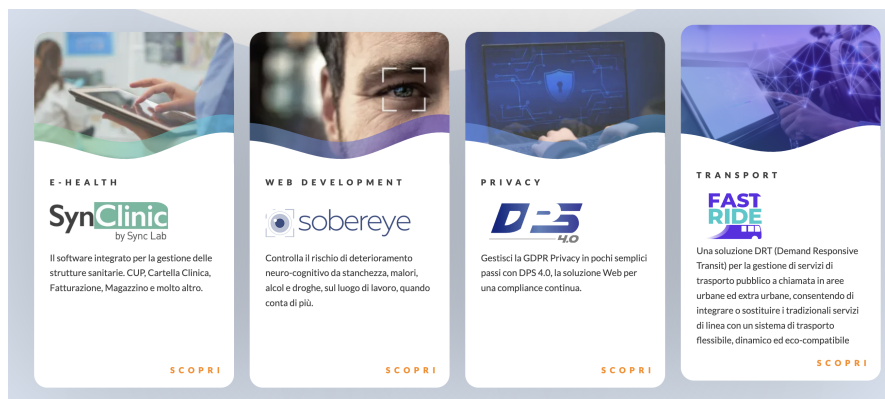 E-HEALTH
SynClinic
by Sync Lab
Il software integrato per la gestione delle
strutture sanitarie. CUP, Cartella Clinica,
Fatturazione, Magazzino e molto altro.
SCOPRI
WEB DEVELOPMENT
sobereye
Controlla il rischio di deterioramento
neuro-cognitivo da stanchezza, malori,
alcol e droghe, sul luogo di lavoro, quando
conta di più.
SCOPRI
PRIVACY
DPS
4.0
Gestisci la GDPR Privacy in pochi semplici
passi con DPS 4.0, la soluzione Web per
una compliance continua.
SCOPRI
TRANSPORT
FAST
RIDE
Una soluzione DRT (Demand Responsive
Transit) per la gestione di servizi di
trasporto pubblico a chiamata in aree
urbane ed extra urbane, consentendo di
integrare o sostituire i tradizionali servizi
di linea con un sistema di trasporto
flessibile, dinamico ed eco-compatibile
SCOPRI